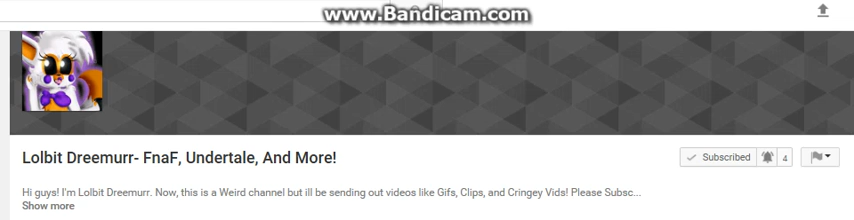 www.Bandicam.com
Lolbit Dreemurr- FnaF, Undertale, And More!
Subscribed 4
Hi guys! I'm Lolbit Dreemurr. Now, this is a Weird channel but ill be sending out videos like Gifs, Clips, and Cringey Vids! Please Subsc...
Show more